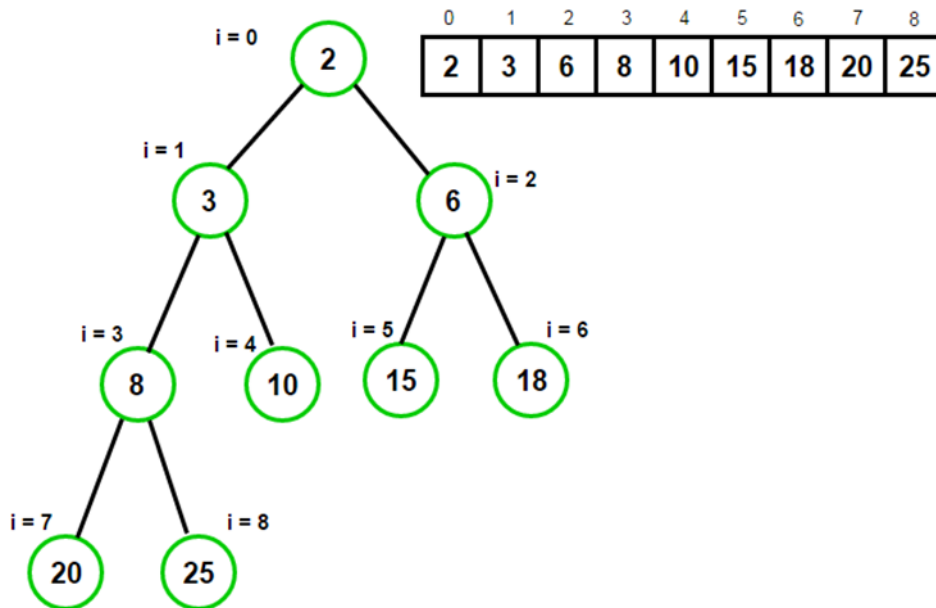 0 1 2 3 4 5 6 7 8
i = 0 2 2 3 6 8 10 15 18 20 25
i = 1 3 6 i = 2
i = 3 i = 4 i = 5 i = 6
8 10 15 18
i = 7 i = 8
20 25